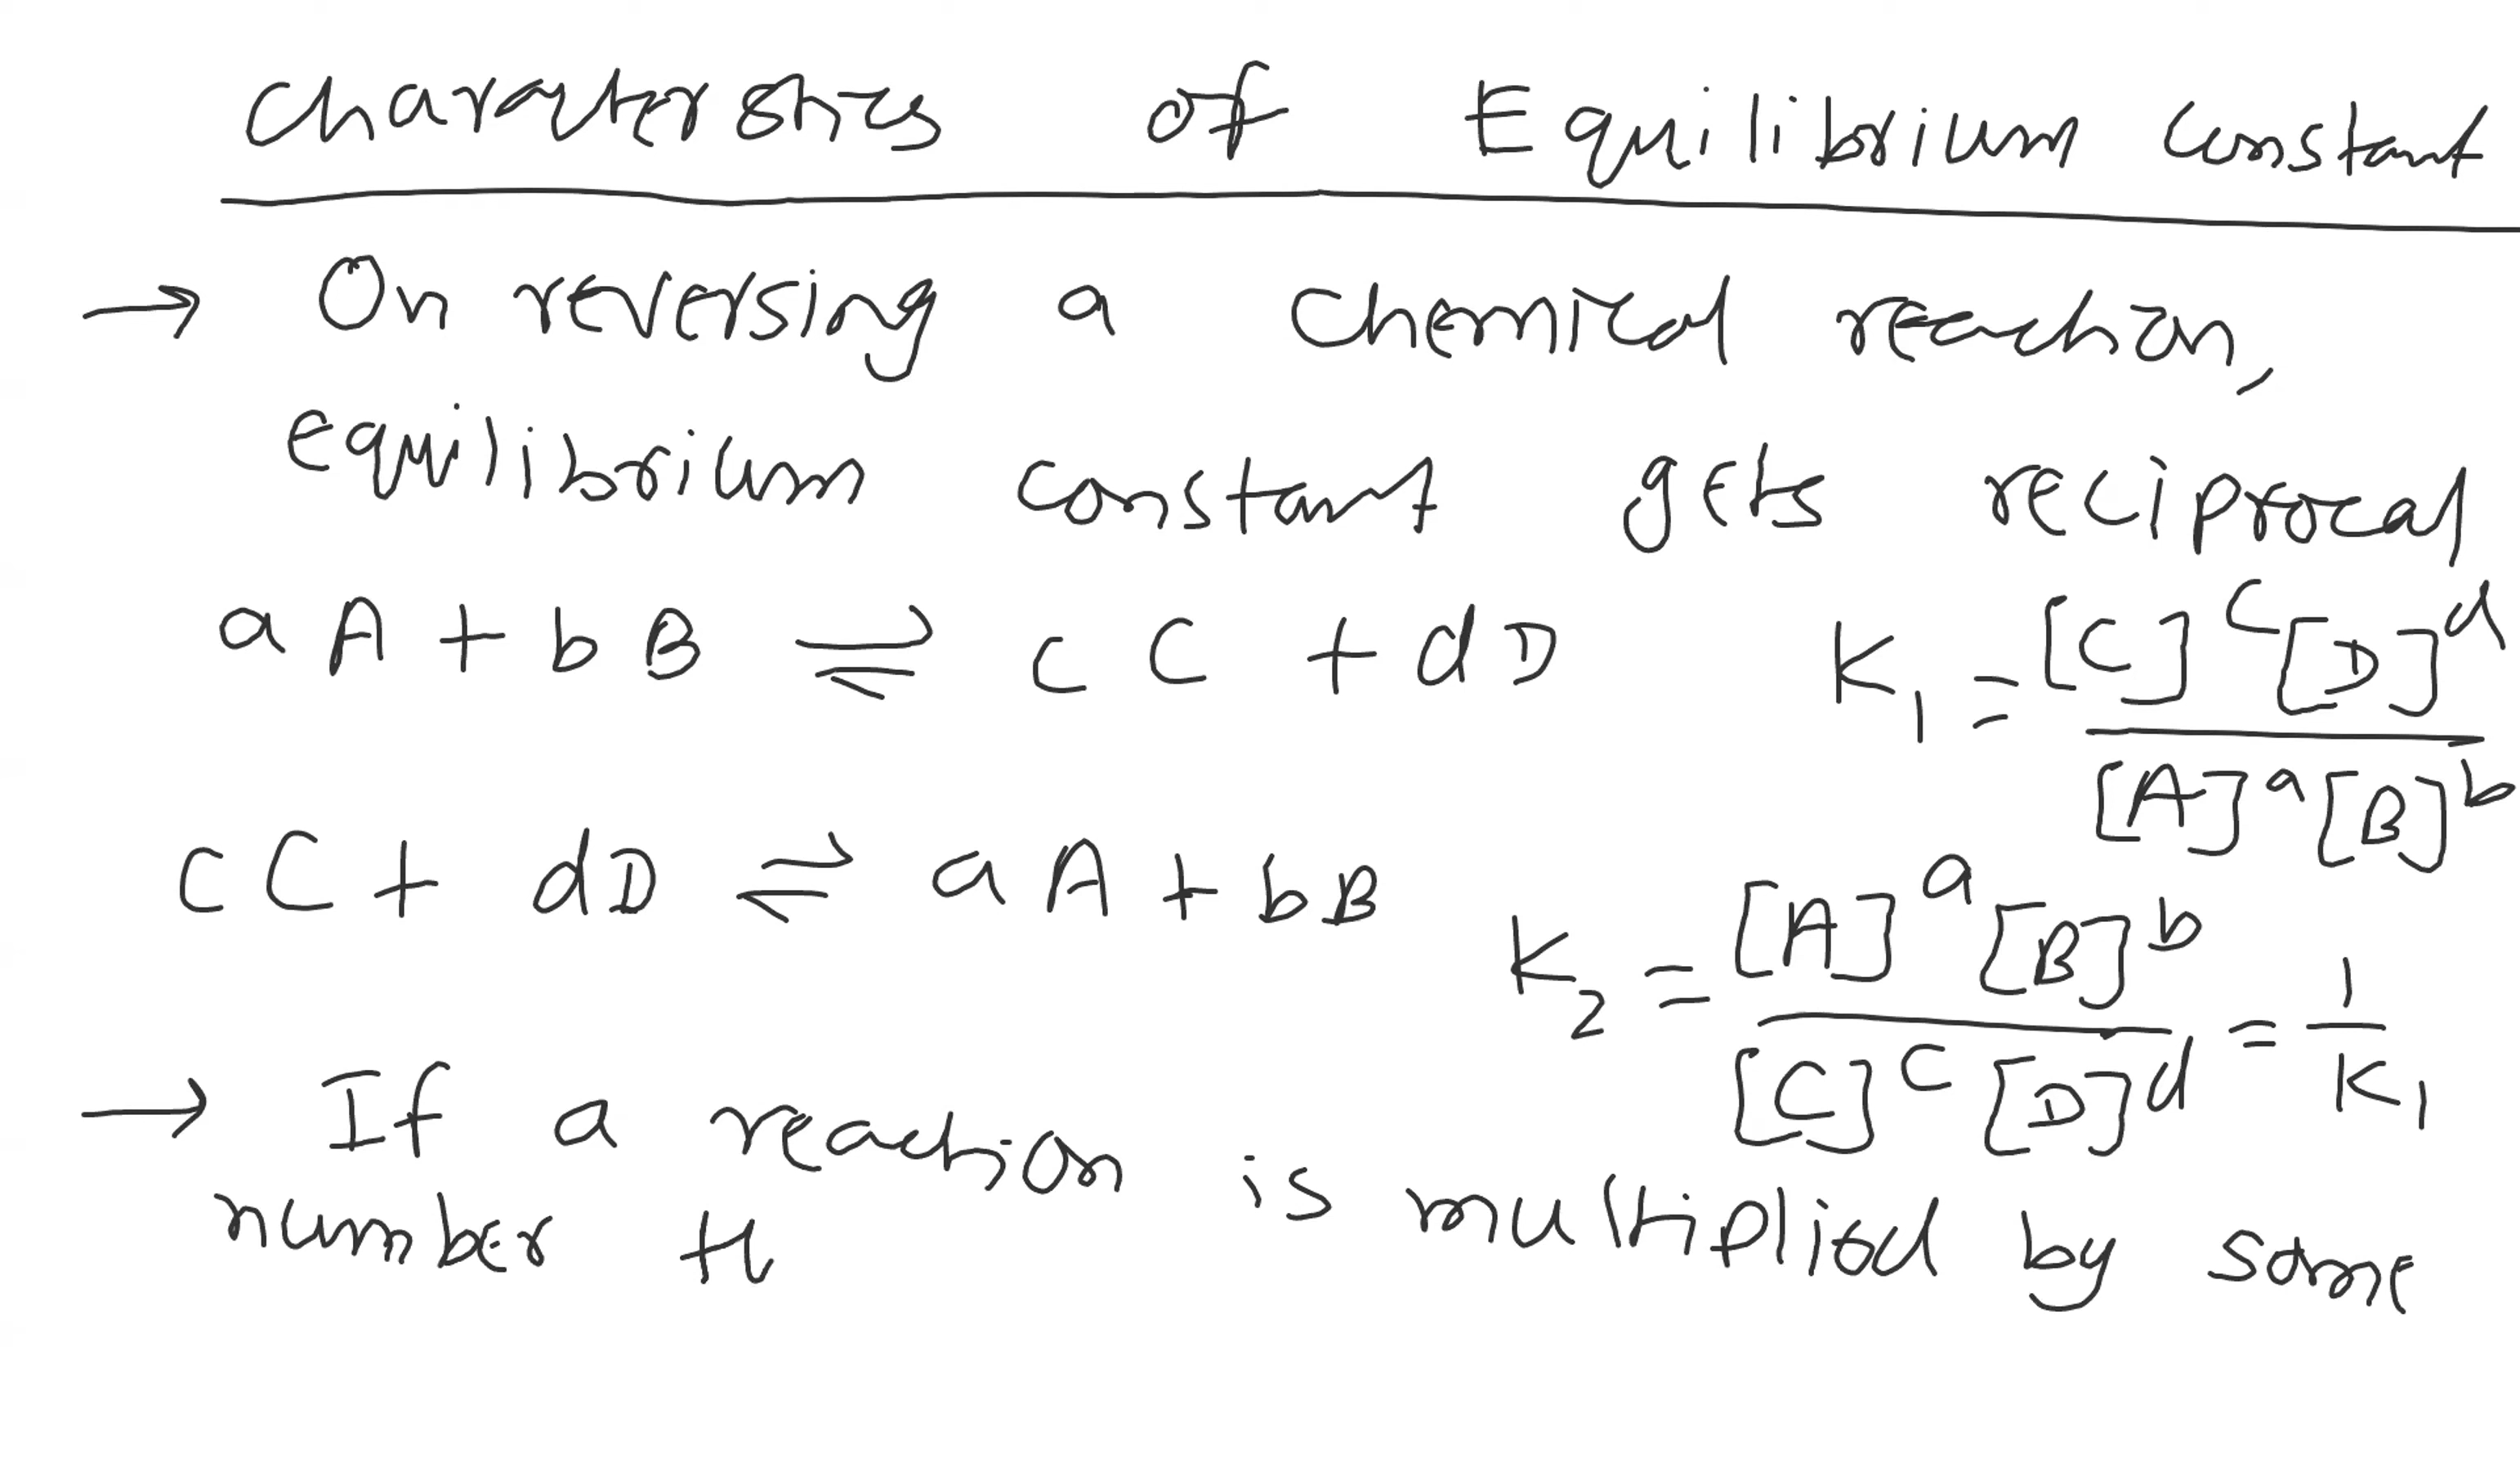 Characteristics of Equilibrium Constant
→ On reversing a chemical reaction,
equilibrium constant gets reciprocal
aA + bB ⇌ cC + dD K₁ = [C]^c [D]^d / [A]^a [B]^b
cC + dD ⇌ aA + bB K₂ = [A]^a [B]^b / [C]^c [D]^d = 1/K₁
→ If a reaction is multiplied by some
number th